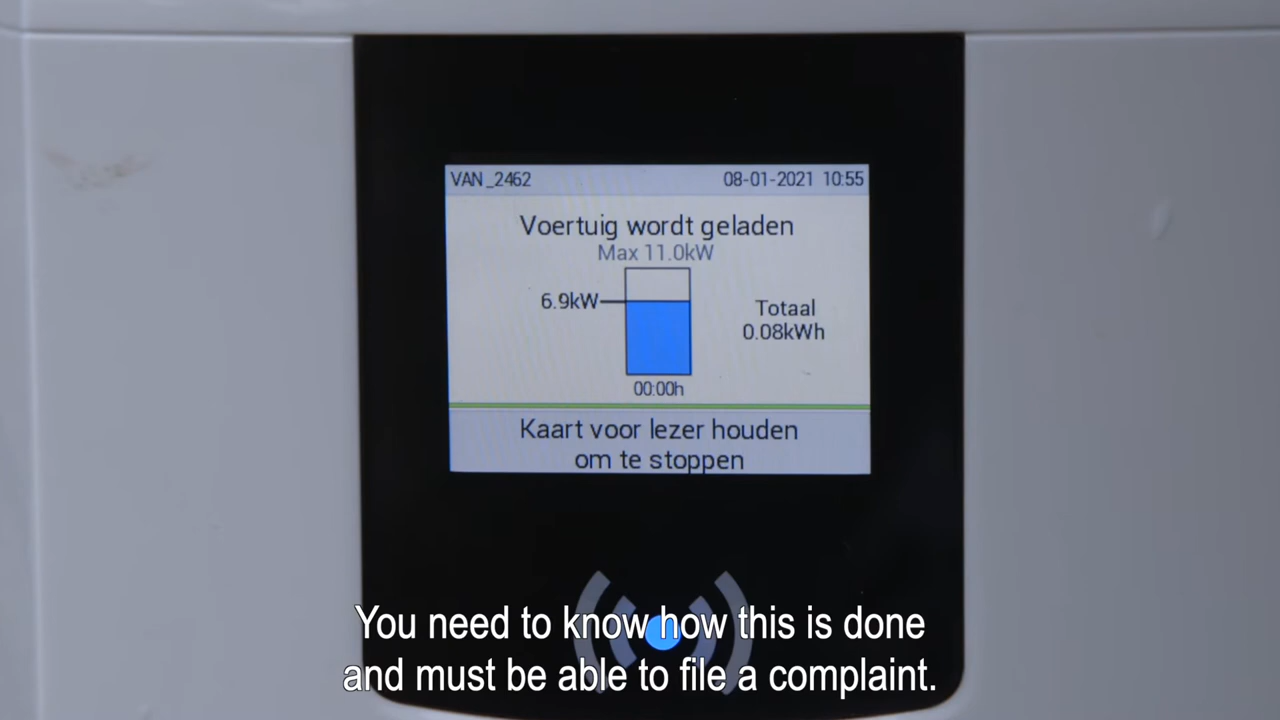 VAN_2462 08-01-2021 10:55
Voertuig wordt geladen
Max 11.0kW
6.9kW
Totaal
0.08kWh
00:00h
Kaart voor lezer houden
om te stoppen
You need to know how this is done
and must be able to file a complaint.